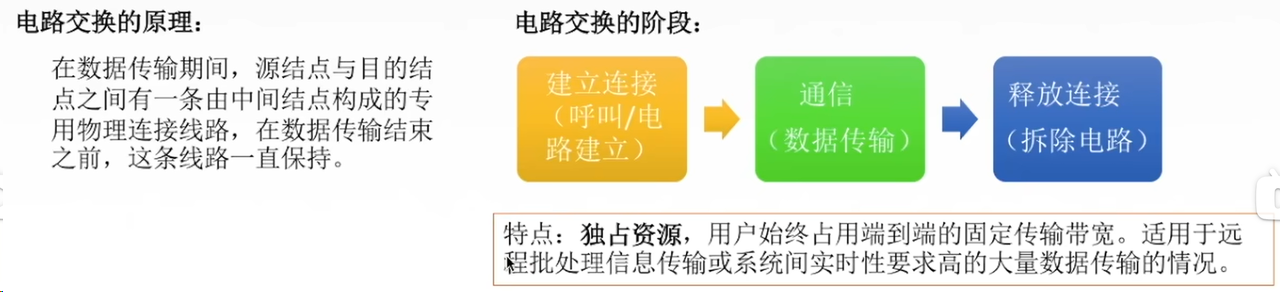 电路交换的原理：
在数据传输期间，源结点与目的结
点之间有一条由中间结点构成的专
用物理连接线路，在数据传输结束
之前，这条线路一直保持。
电路交换的阶段：
建立连接
（呼叫/电
路建立）
通信
（数据传输）
释放连接
（拆除电路）
特点：独占资源，用户始终占用端到端的固定传输带宽。适用于远
程批处理信息传输或系统间实时性要求高的大量数据传输的情况。